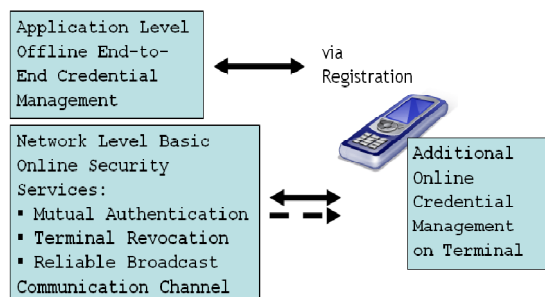 Application Level
Offline End-to-
End Credential
Management
via
Registration
Network Level Basic
Online Security
Services:
▪ Mutual Authentication
▪ Terminal Revocation
▪ Reliable Broadcast
Communication Channel
Additional
Online
Credential
Management
on Terminal